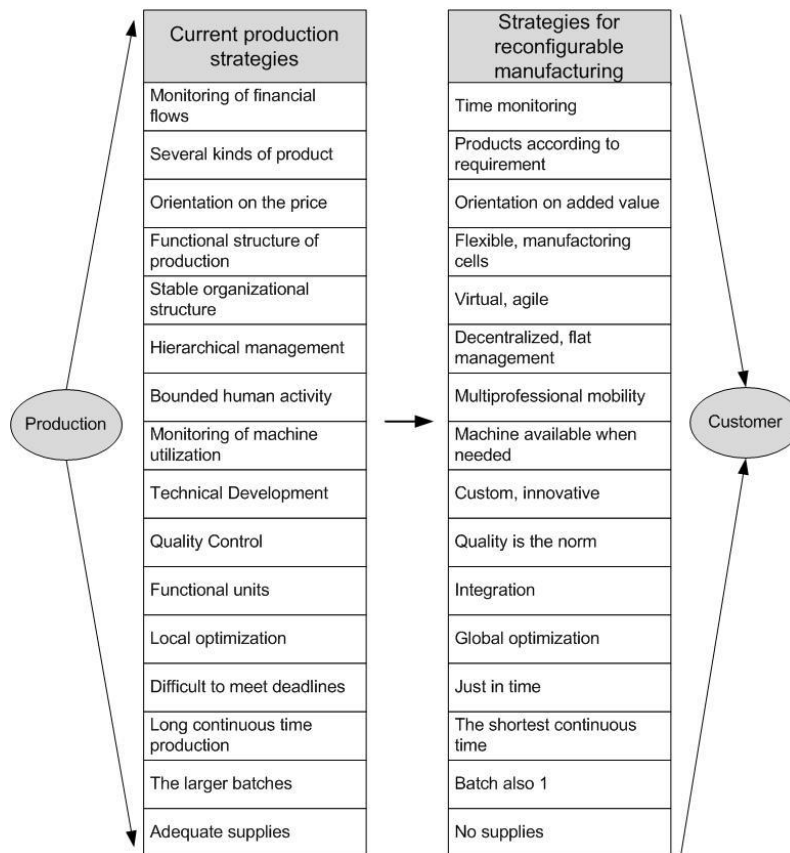 Current production
strategies
Monitoring of financial
flows
Several kinds of product
Orientation on the price
Functional structure of
production
Stable organizational
structure
Hierarchical management
Bounded human activity
Monitoring of machine
utilization
Technical Development
Quality Control
Functional units
Local optimization
Difficult to meet deadlines
Long continuous time
production
The larger batches
Adequate supplies
Strategies for
reconfigurable
manufacturing
Time monitoring
Products according to
requirement
Orientation on added value
Flexible, manufactoring
cells
Virtual, agile
Decentralized, flat
management
Multiprofessional mobility
Machine available when
needed
Custom, innovative
Quality is the norm
Integration
Global optimization
Just in time
The shortest continuous
time
Batch also 1
No supplies
Production
Customer